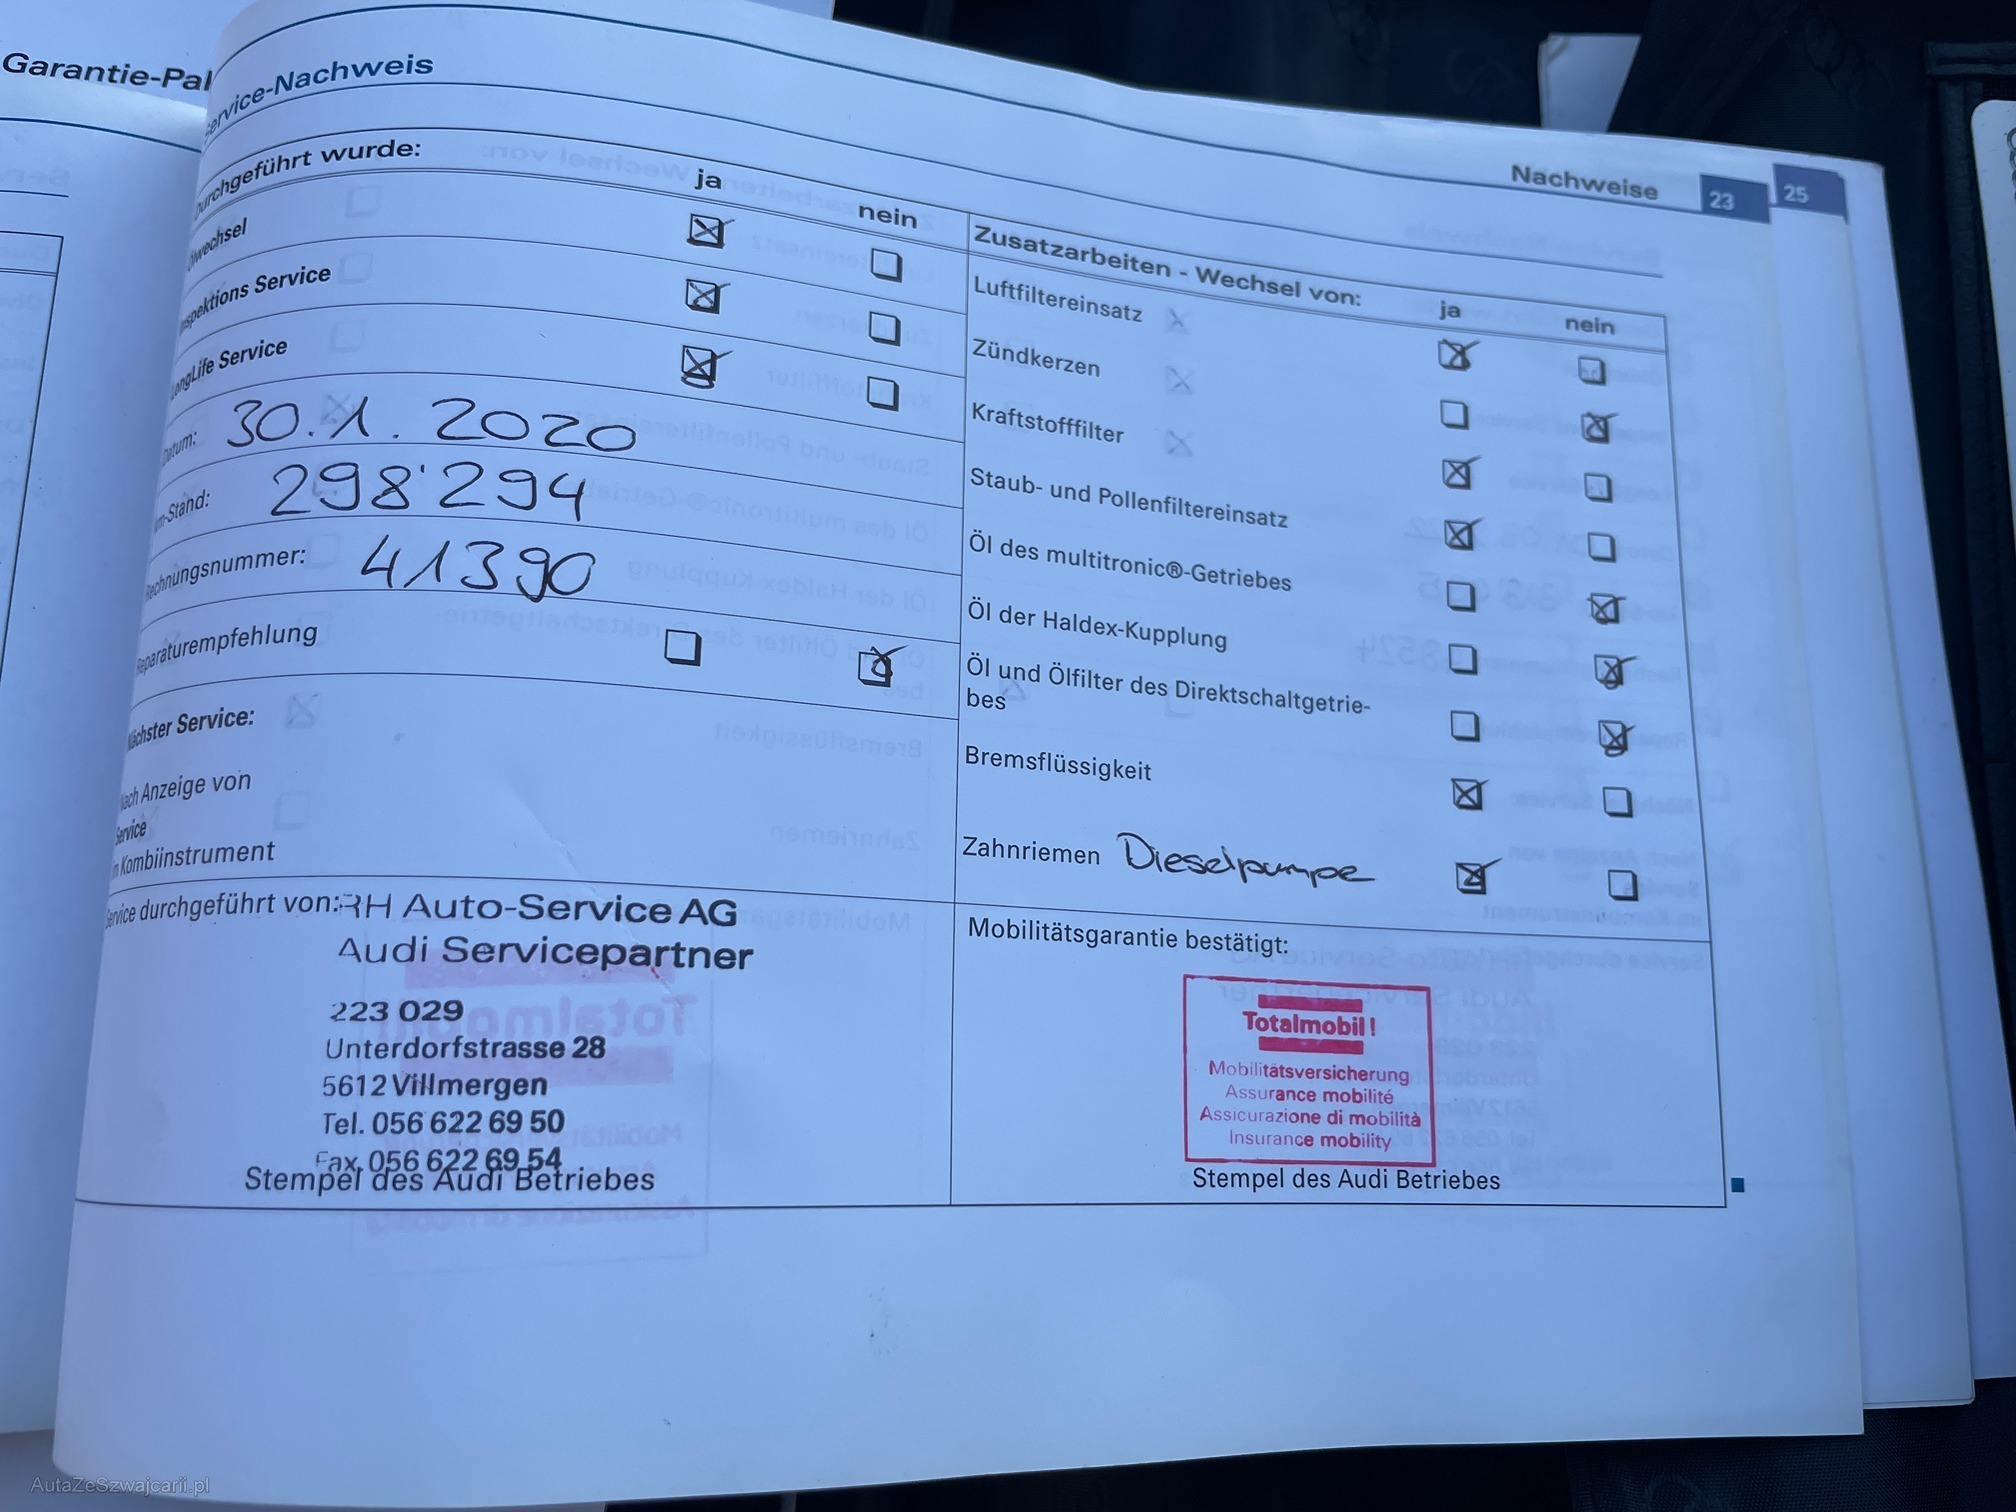 Garantie-Pa
ervice-Nachweis
Nachweise 23
25
Durchgeführt wurde: ja nein
Ölwechsel
Inspektions Service
LongLife Service
Datum: 30.1.2020
km-Stand: 298'294
Rechnungsnummer: 41390
Reparaturempfehlung
Nächster Service:
Nach Anzeige von
Service
im Kombiinstrument
Service durchgeführt von: RH Auto-Service AG
Audi Servicepartner
223 029
Unterdorfstrasse 28
5612 Villmergen
Tel. 056 622 69 50
Fax. 056 622 69 54
Stempel des Audi Betriebes
Zusatzarbeiten - Wechsel von: ja nein
Luftfiltereinsatz
Zündkerzen
Kraftstofffilter
Staub- und Pollenfiltereinsatz
Öl des multitronic®-Getriebes
Öl der Haldex-Kupplung
Öl und Ölfilter des Direktschaltgetrie-
bes
Bremsflüssigkeit
Zahnriemen Dieselpumpe
Mobilitätsgarantie bestätigt:
Totalmobil!
Mobilitätsversicherung
Assurance mobilité
Assicurazione di mobilità
Insurance mobility
Stempel des Audi Betriebes
AutaZeSzwajcarii.pl